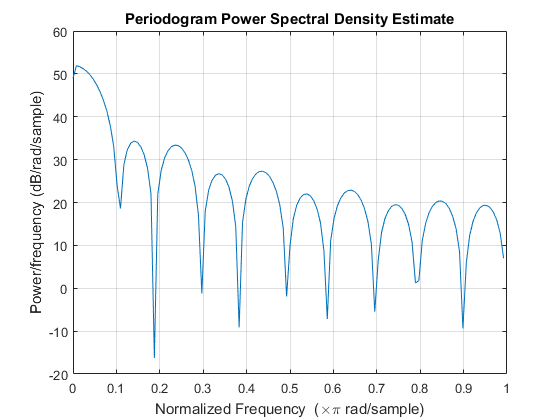 Periodogram Power Spectral Density Estimate
60
50
40
30
20
10
0
-10
-20
Power/frequency (dB/rad/sample)
0 0.1 0.2 0.3 0.4 0.5 0.6 0.7 0.8 0.9 1
Normalized Frequency (×π rad/sample)